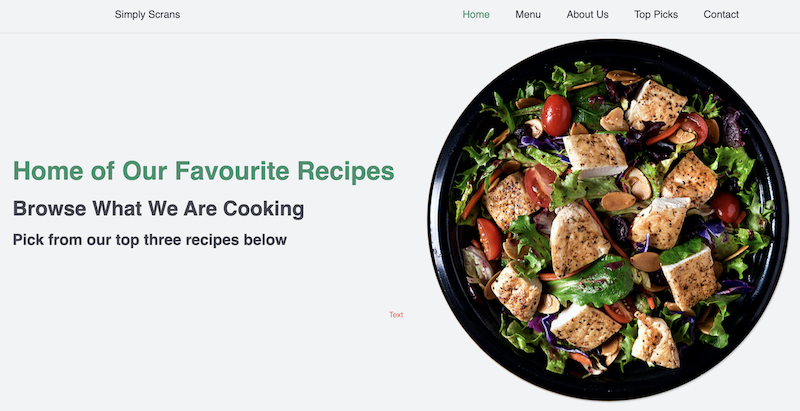 Simply Scrans
Home Menu About Us Top Picks Contact
Home of Our Favourite Recipes
Browse What We Are Cooking
Pick from our top three recipes below
Text